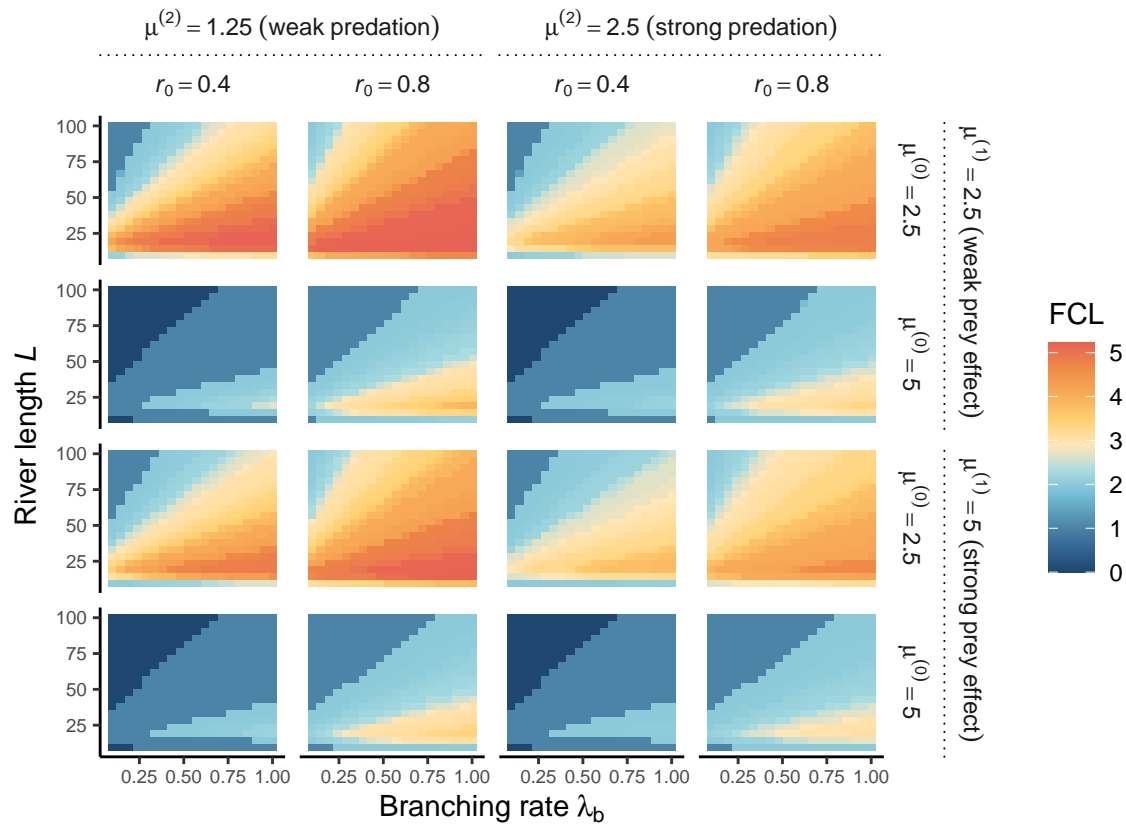 μ(2) = 1.25 (weak predation)
μ(2) = 2.5 (strong predation)
r0 = 0.4
r0 = 0.8
r0 = 0.4
r0 = 0.8
100
75
50
25
100
75
50
25
100
75
50
25
100
75
50
25
River length L
0.25 0.50 0.75 1.00
0.25 0.50 0.75 1.00
0.25 0.50 0.75 1.00
0.25 0.50 0.75 1.00
Branching rate λb
μ(0) = 2.5
μ(0) = 5
μ(0) = 2.5
μ(0) = 5
μ(1) = 2.5 (weak prey effect)
μ(1) = 5 (strong prey effect)
FCL
5
4
3
2
1
0